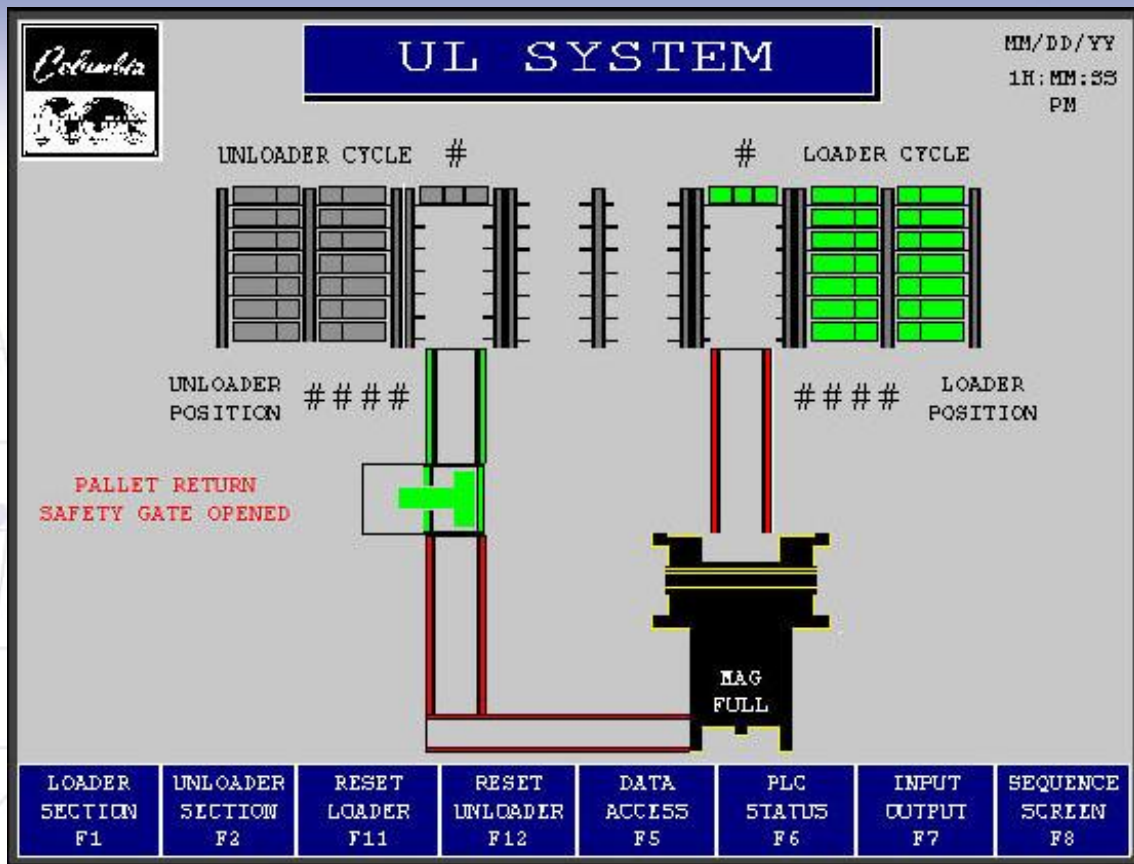 Columbia
UL SYSTEM
MM/DD/YY
1H:MM:SS
PM
UNLOADER CYCLE #
# LOADER CYCLE
UNLOADER
POSITION
####
####
LOADER
POSITION
PALLET RETURN
SAFETY GATE OPENED
MAG
FULL
LOADER
SECTION
F1
UNLOADER
SECTION
F2
RESET
LOADER
F11
RESET
UNLOADER
F12
DATA
ACCESS
F5
PLC
STATUS
F6
INPUT
OUTPUT
F7
SEQUENCE
SCREEN
F8